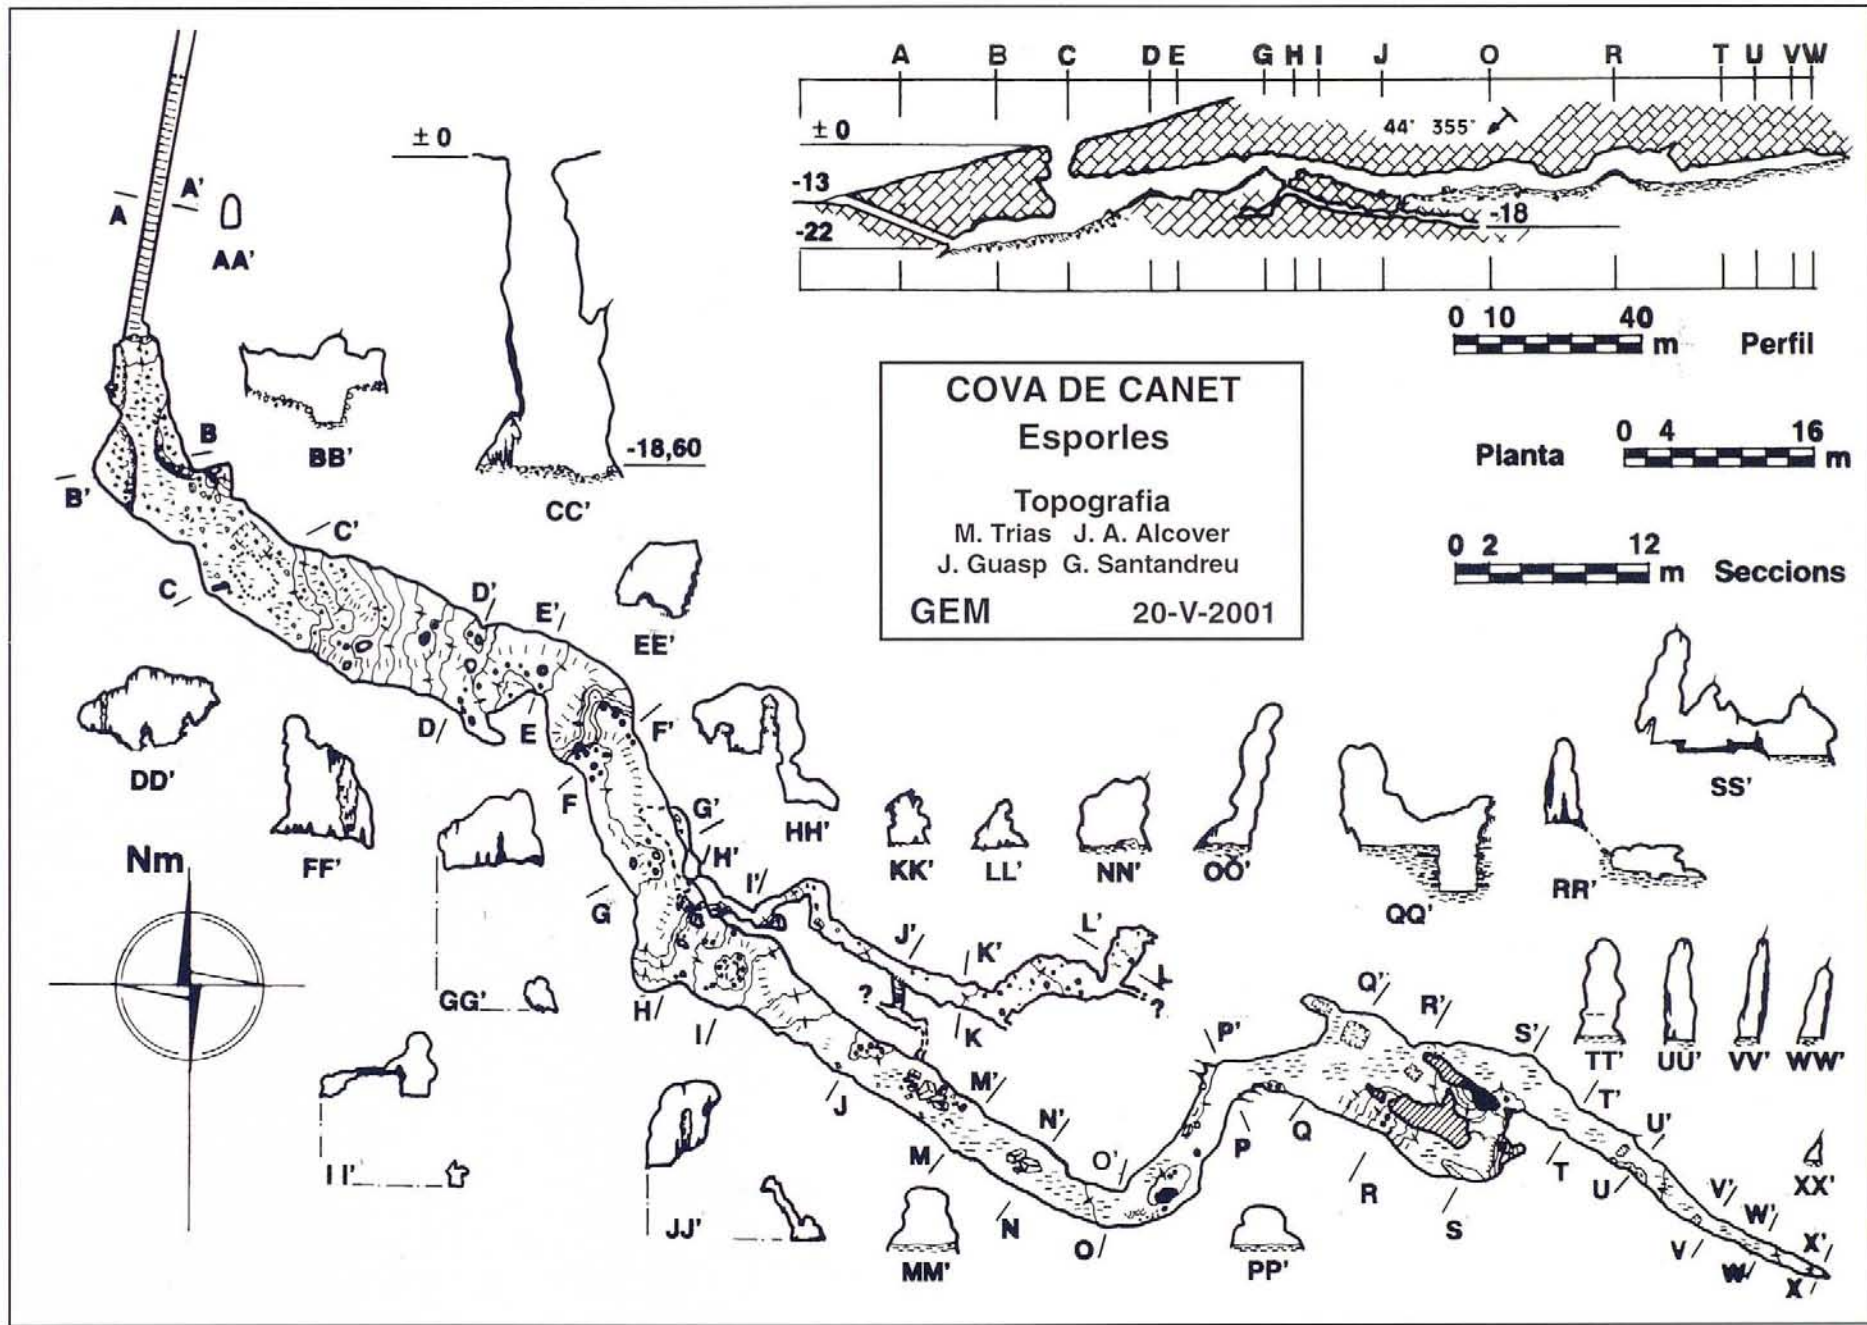 A B C D E G H I J O R T U V W
± 0
44' 355'
-13
-22
-18
± 0
A A'
AA'
BB'
-18,60
CC'
B
B'
C'
C
0 10 40
m Perfil
0 4 16
Planta m
0 2 12
m Seccions
COVA DE CANET
Esporles
Topografia
M. Trias J. A. Alcover
J. Guasp G. Santandreu
GEM 20-V-2001
D'
E'
EE'
D
E
F'
DD'
F
FF'
G'
HH'
H'
KK'
LL'
NN'
OO'
QQ'
RR'
SS'
Nm
G
I'
J'
K'
L'
L
?
?
K
GG'
H
I
Q'
R'
S'
P'
TT'
UU'
VV'
WW'
I I'
J
M'
N'
O'
T'
U'
P
Q
R
S
T
U
XX'
JJ'
M
N
O
MM'
PP'
V'
W'
X'
V
W
X